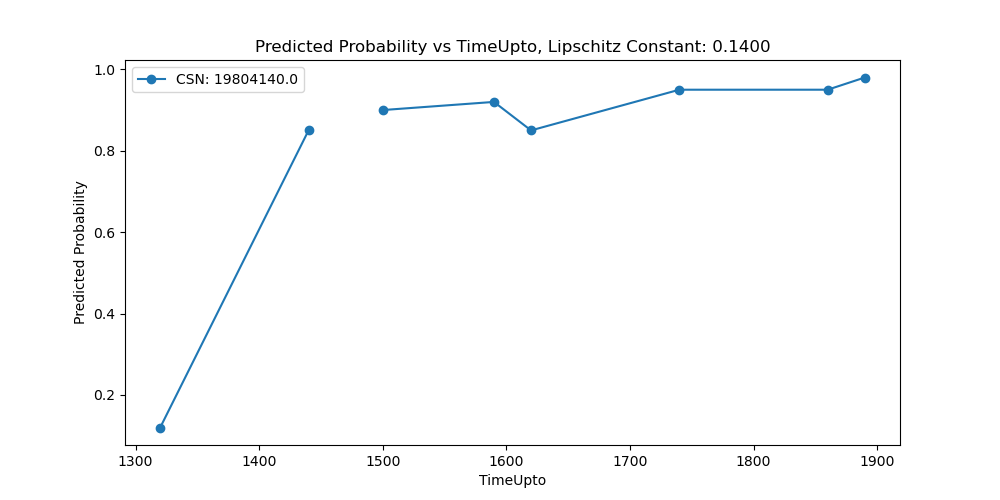 Predicted Probability vs TimeUpto, Lipschitz Constant: 0.1400
CSN: 19804140.0
Predicted Probability
1.0
0.8
0.6
0.4
0.2
1300 1400 1500 1600 1700 1800 1900
TimeUpto